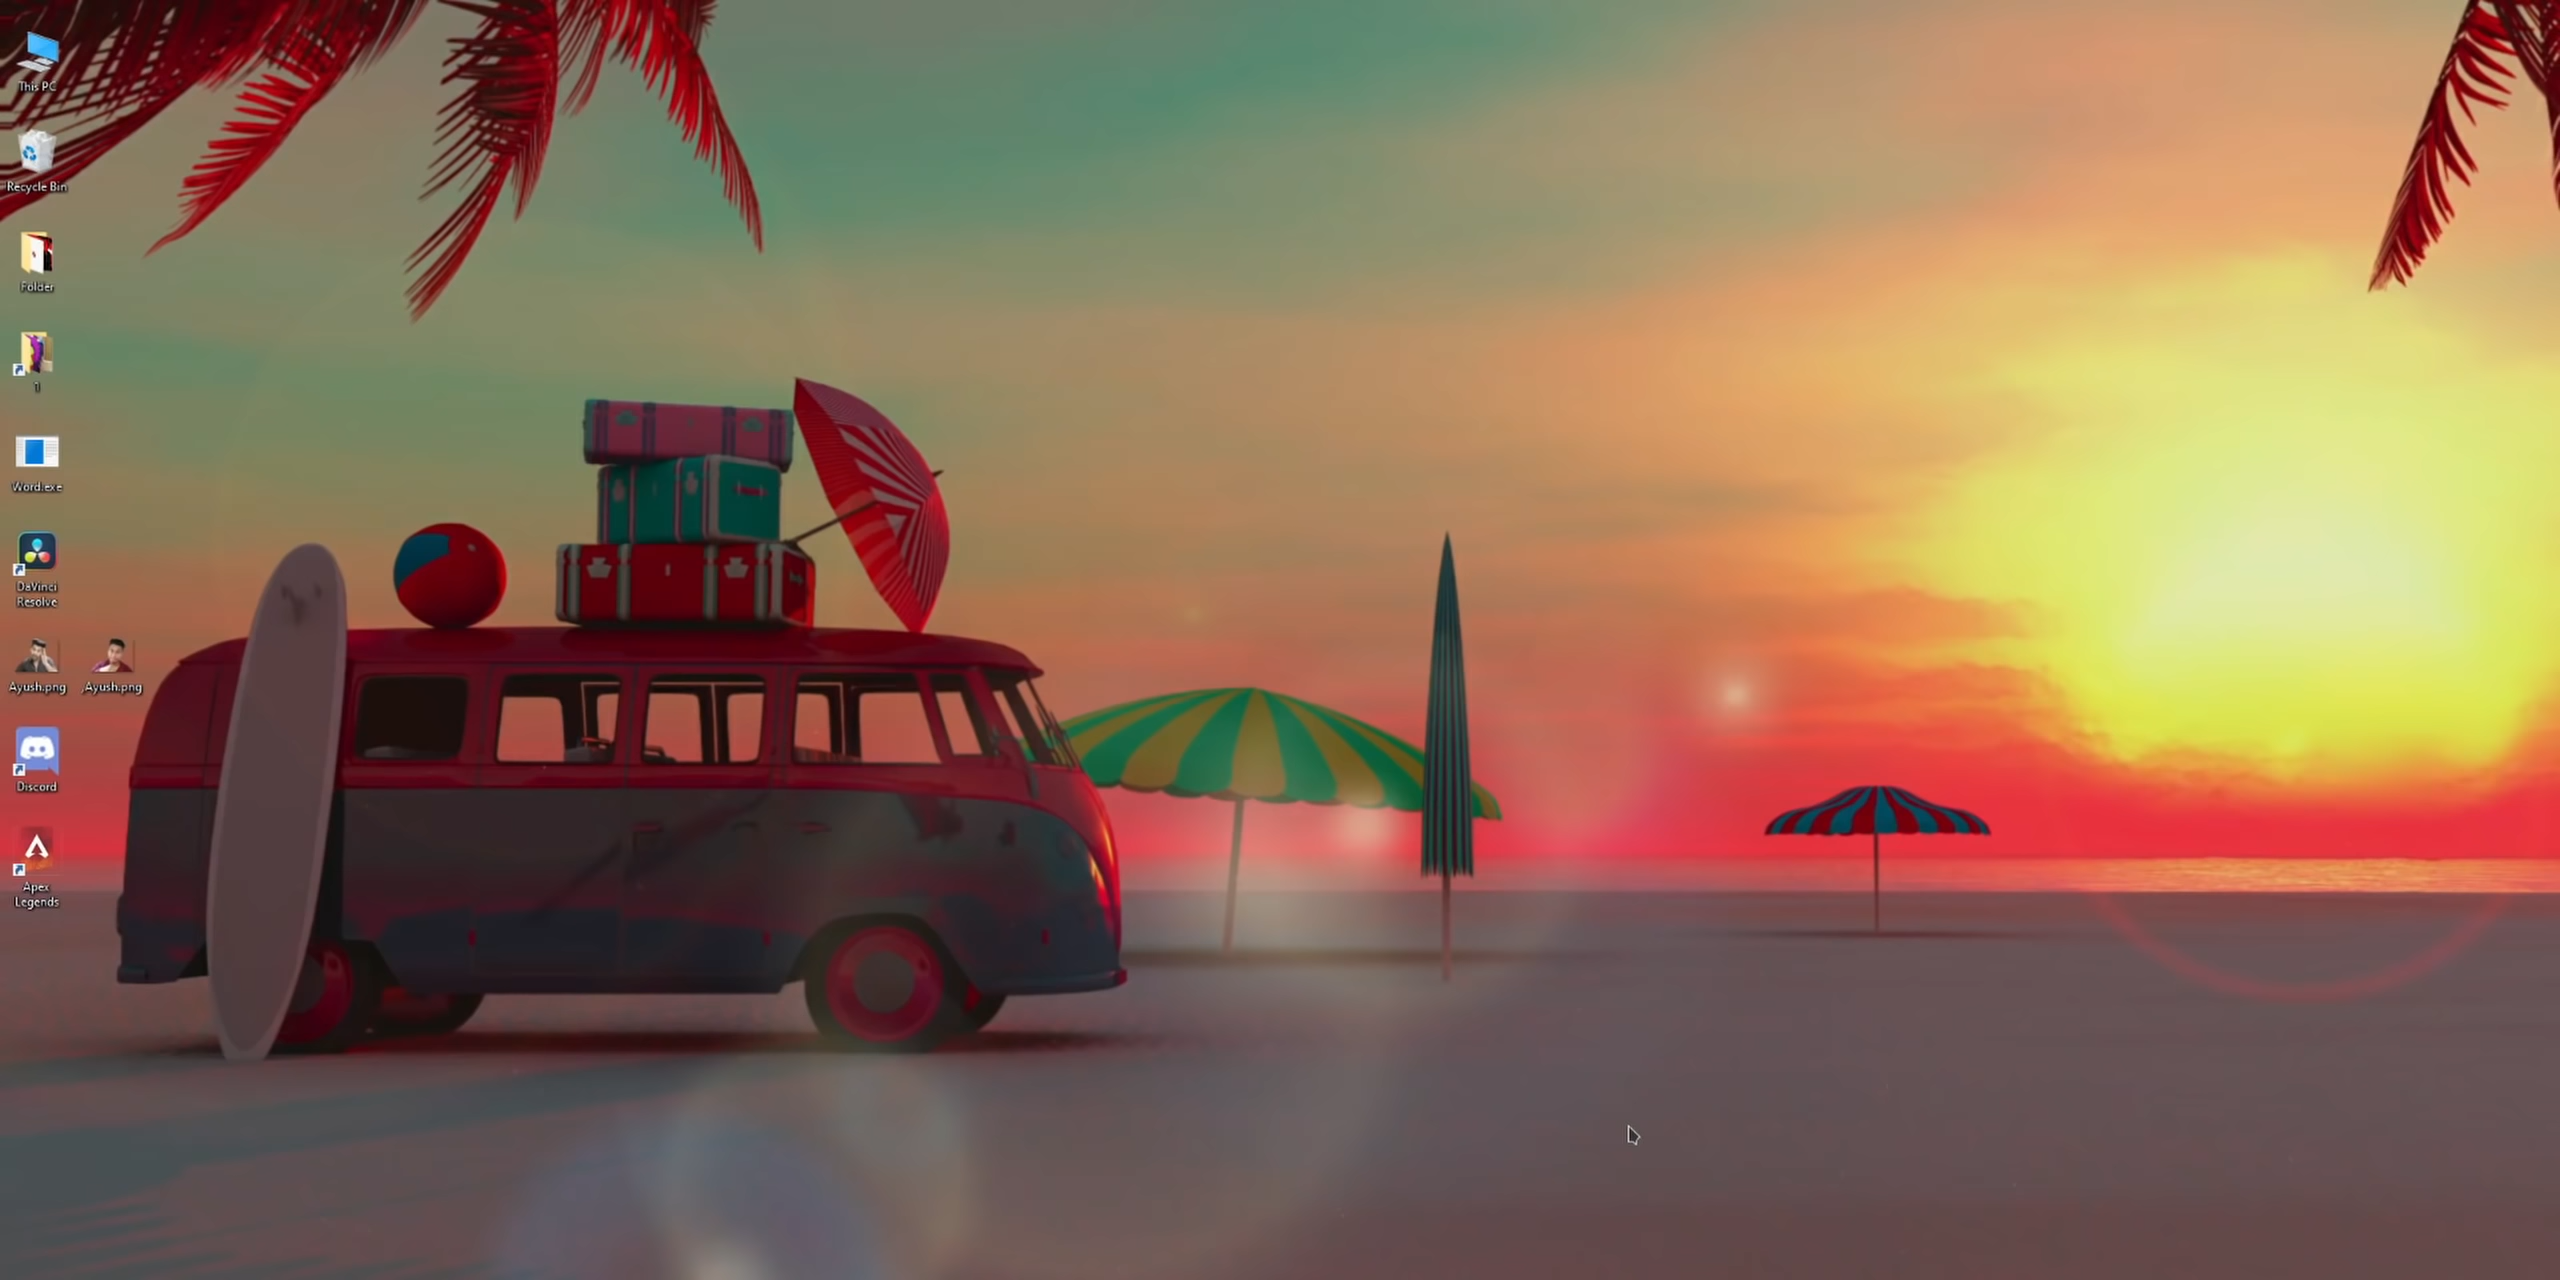 This PC
Recycle Bin
Folder
1
Word.exe
DaVinci
Resolve
Ayush.png
,Ayush.png
Discord
Apex
Legends